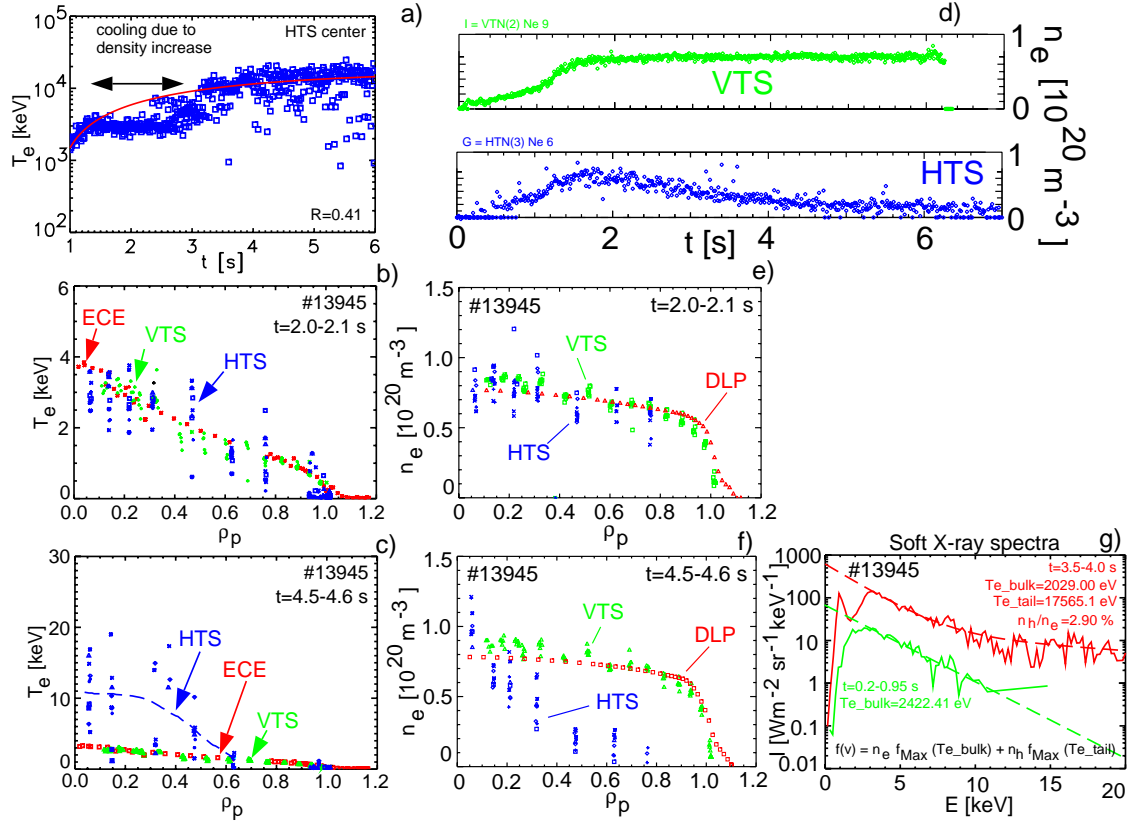 a)
10^5
10^4
10^3
10^2
T_e [keV]
cooling due to
density increase
HTS center
R=0.41
1 2 3 4 5 6
t [s]
d)
I = VTN(2) Ne 9
VTS
1
0
G = HTN(3) Ne 6
HTS
1
0
n_e [10^20 m^-3]
0 2 4 6
t [s]
b)
6
4
2
0
T_e [keV]
#13945
t=2.0-2.1 s
ECE
VTS
HTS
0 0.2 0.4 0.6 0.8 1.0 1.2
ρ_p
e)
1.5
1.0
0.5
0
n_e [10^20 m^-3]
#13945
t=2.0-2.1 s
VTS
DLP
HTS
0 0.2 0.4 0.6 0.8 1.0 1.2
ρ_p
c)
30
20
10
0
T_e [keV]
#13945
t=4.5-4.6 s
HTS
ECE
VTS
0 0.2 0.4 0.6 0.8 1.0 1.2
ρ_p
f)
1.5
1.0
0.5
0
n_e [10^20 m^-3]
#13945
t=4.5-4.6 s
VTS
DLP
HTS
0 0.2 0.4 0.6 0.8 1.0 1.2
ρ_p
Soft X-ray spectra
g)
1000
100
10
1
0.1
0.01
I [Wm^-2 sr^-1 keV^-1]
#13945
t=3.5-4.0 s
Te_bulk=2029.00 eV
Te_tail=17565.1 eV
n_h/n_e=2.90 %
t=0.2-0.95 s
Te_bulk=2422.41 eV
f(v) = n_e f_Max (Te_bulk) + n_h f_Max (Te_tail)
0 5 10 15 20
E [keV]